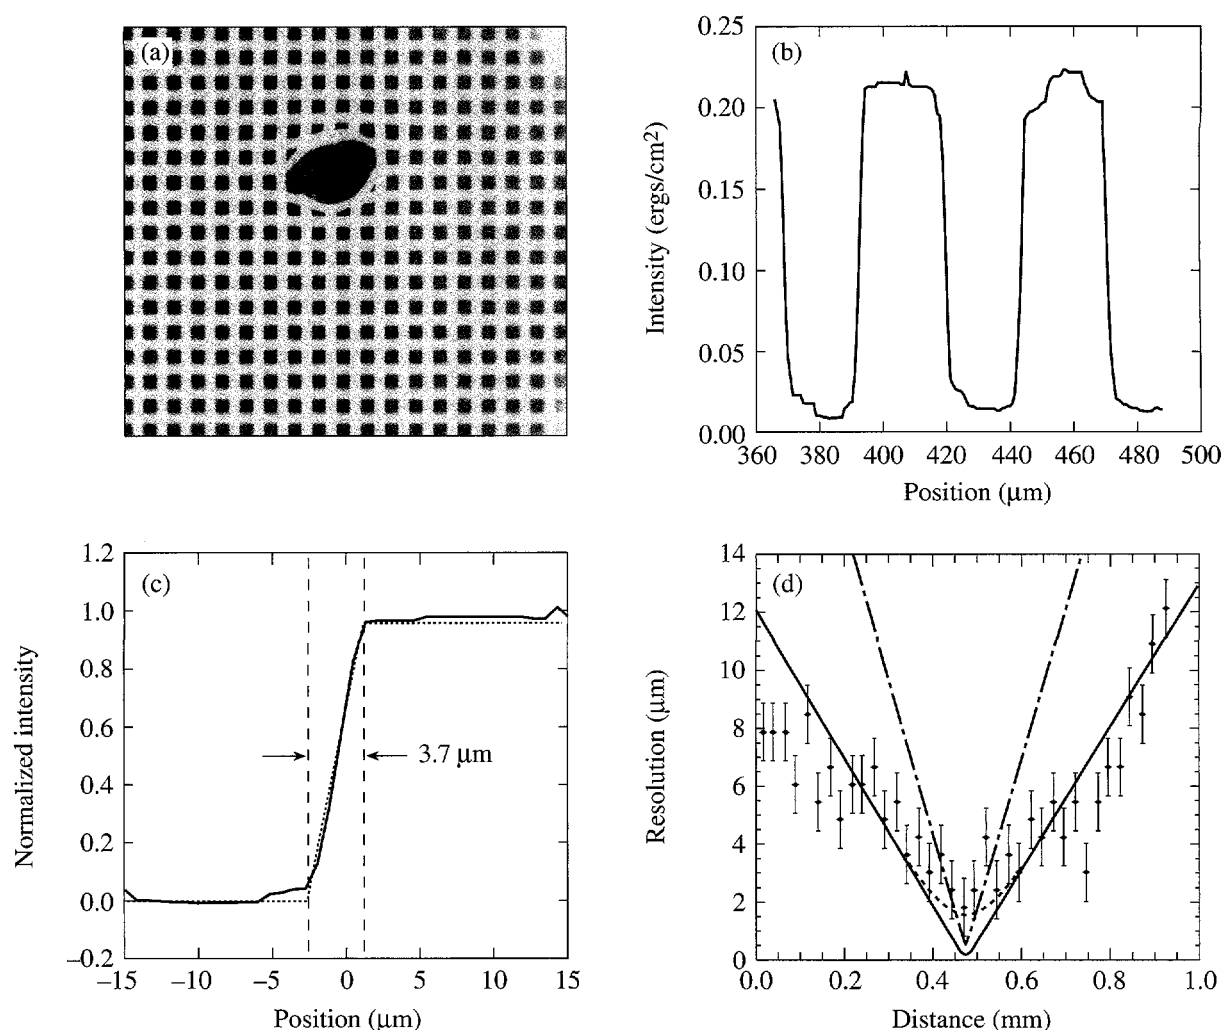 (a)
(b)
Intensity (ergs/cm2)
0.25
0.20
0.15
0.10
0.05
0.00
360 380 400 420 440 460 480 500
Position (μm)
(c)
Normalized intensity
1.2
1.0
0.8
0.6
0.4
0.2
0.0
–0.2
3.7 μm
–15 –10 –5 0 5 10 15
Position (μm)
(d)
Resolution (μm)
14
12
10
8
6
4
2
0
0.0 0.2 0.4 0.6 0.8 1.0
Distance (mm)